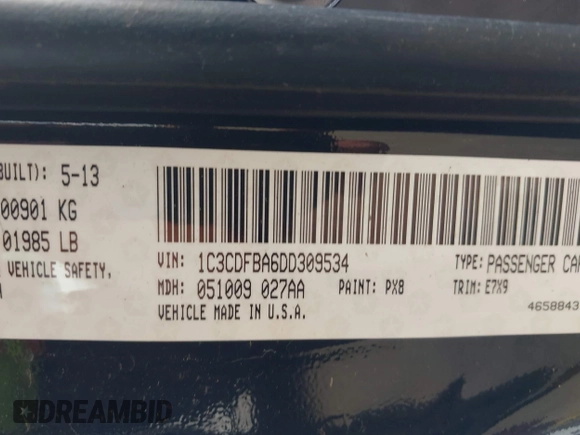 BUILT): 5-13
00901 KG
01985 LB
VEHICLE SAFETY,
VIN: 1C3CDFBA6DD309534 TYPE: PASSENGER CAR
MDH: 051009 027AA PAINT: PX8 TRIM: E7X9
VEHICLE MADE IN U.S.A.
4658843
DREAMBID